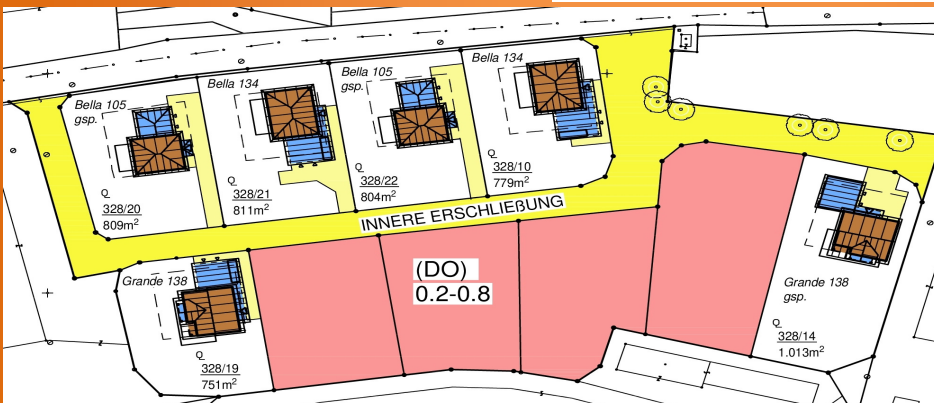 Bella 105
gsp.
Q
328/20
809m²
Bella 134
Q
328/21
811m²
Bella 105
gsp.
Q
328/22
804m²
Bella 134
Q
328/10
779m²
INNERE ERSCHLIEßUNG
(DO)
0.2-0.8
Grande 138
Q
328/19
751m²
Grande 138
gsp.
Q
328/14
1.013m²